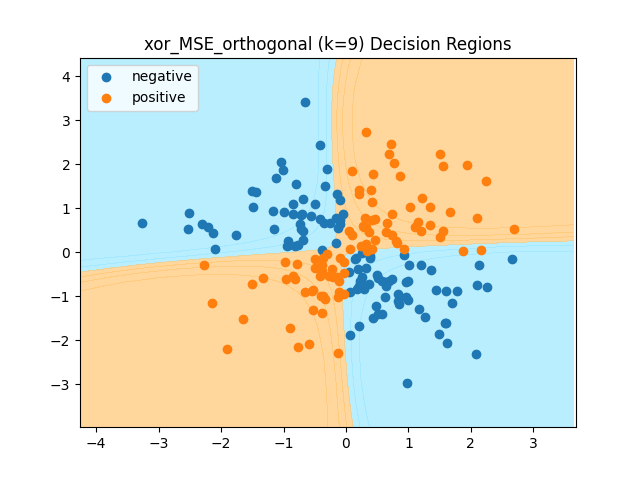 xor_MSE_orthogonal (k=9) Decision Regions
negative
positive
4
3
2
1
0
−1
−2
−3
−4 −3 −2 −1 0 1 2 3